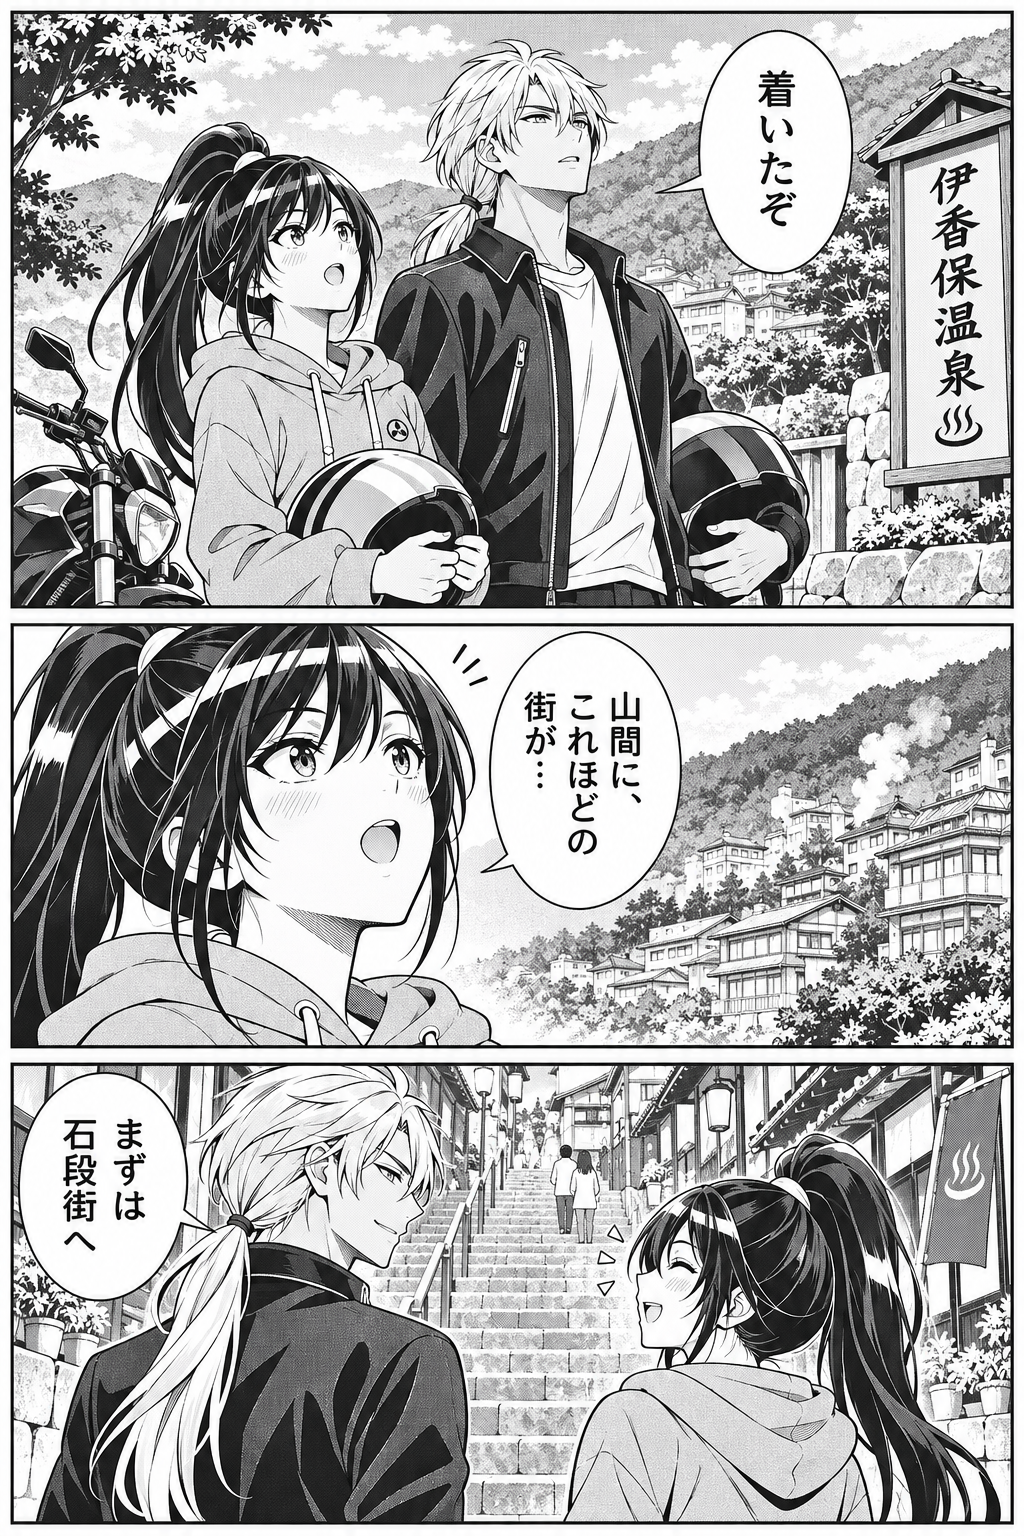 着いたぞ
伊香保温泉♨
山間に、
これほどの
街が…
まずは
石段街へ